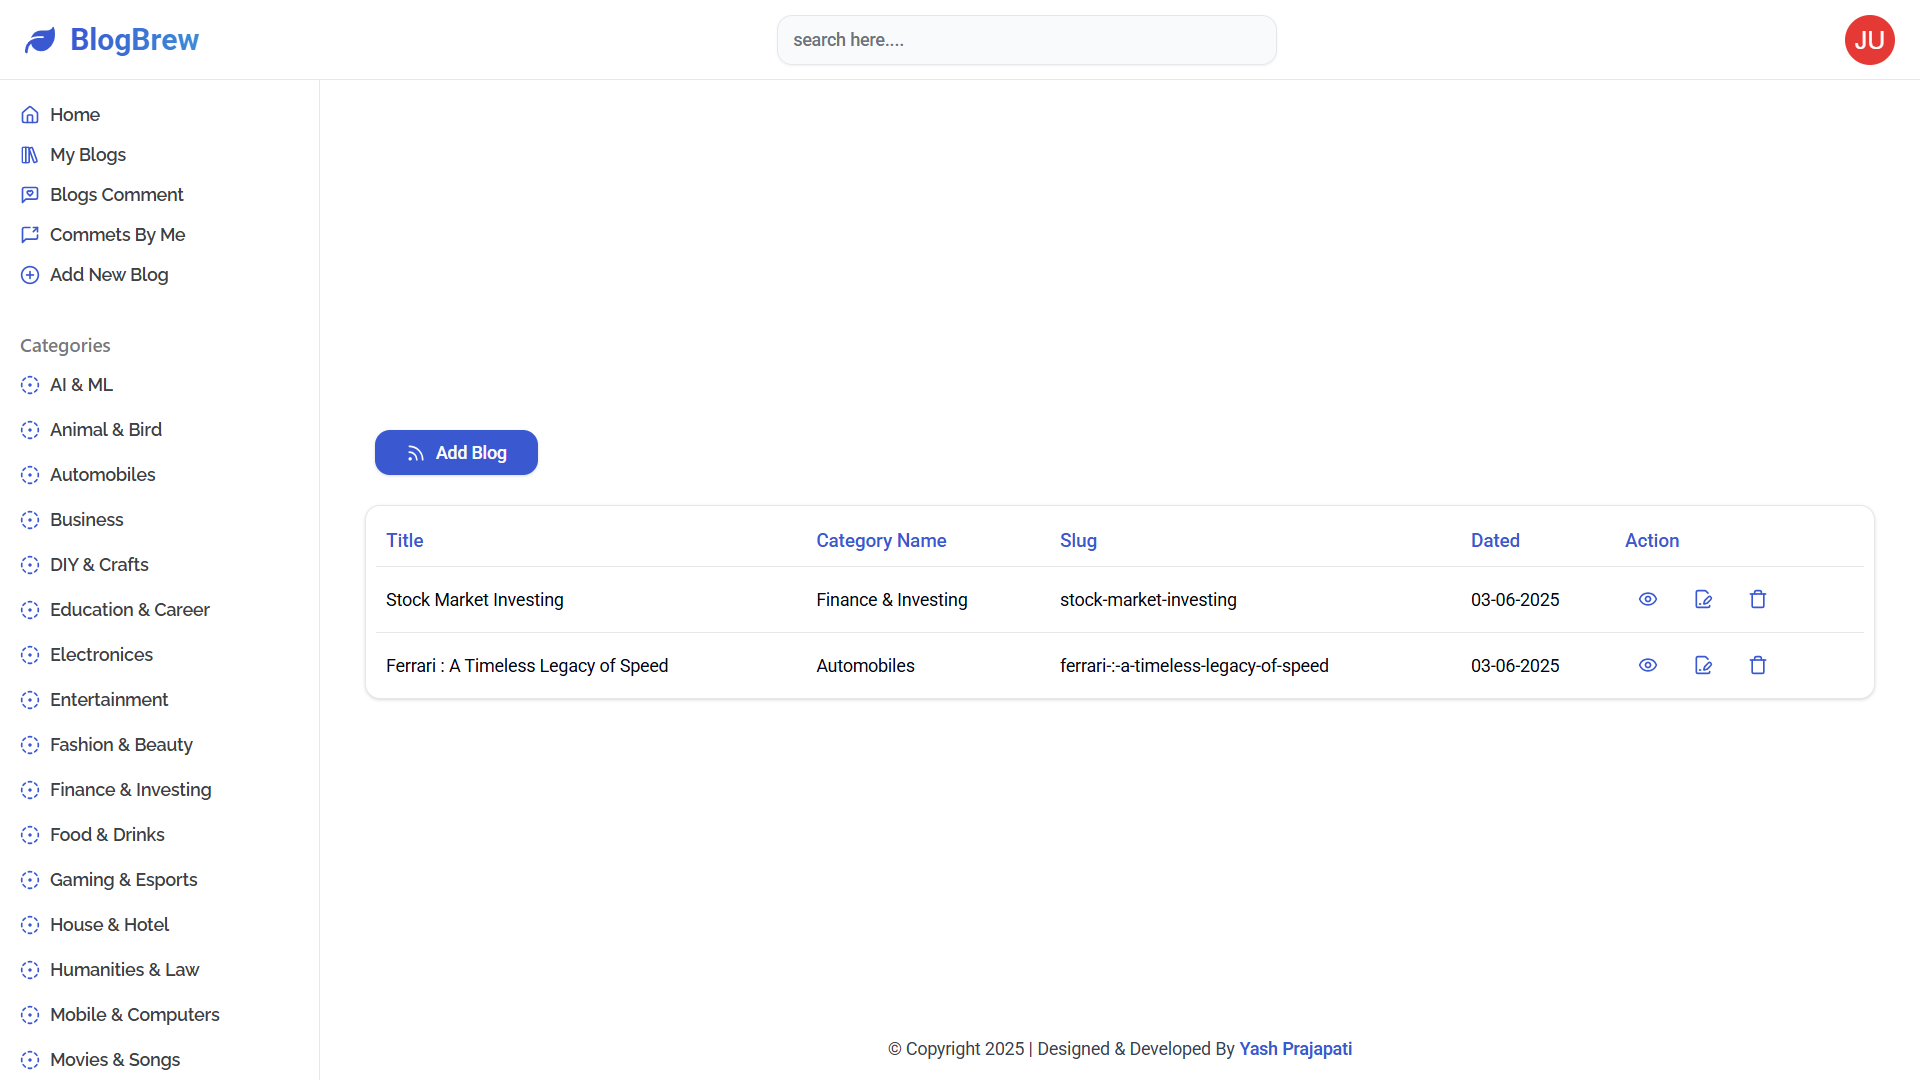 BlogBrew
search here....
JU
Home
My Blogs
Blogs Comment
Commets By Me
Add New Blog
Categories
AI & ML
Animal & Bird
Automobiles
Business
DIY & Crafts
Education & Career
Electronices
Entertainment
Fashion & Beauty
Finance & Investing
Food & Drinks
Gaming & Esports
House & Hotel
Humanities & Law
Mobile & Computers
Movies & Songs
Add Blog
Title Category Name Slug Dated Action
Stock Market Investing Finance & Investing stock-market-investing 03-06-2025
Ferrari : A Timeless Legacy of Speed Automobiles ferrari-:-a-timeless-legacy-of-speed 03-06-2025
© Copyright 2025 | Designed & Developed By Yash Prajapati